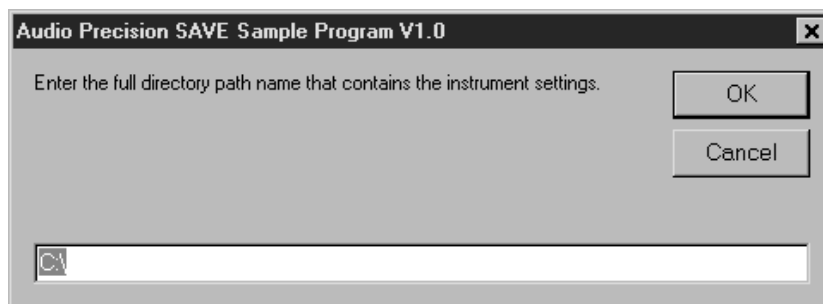 Audio Precision SAVE Sample Program V1.0
Enter the full directory path name that contains the instrument settings.
OK
Cancel
C:\